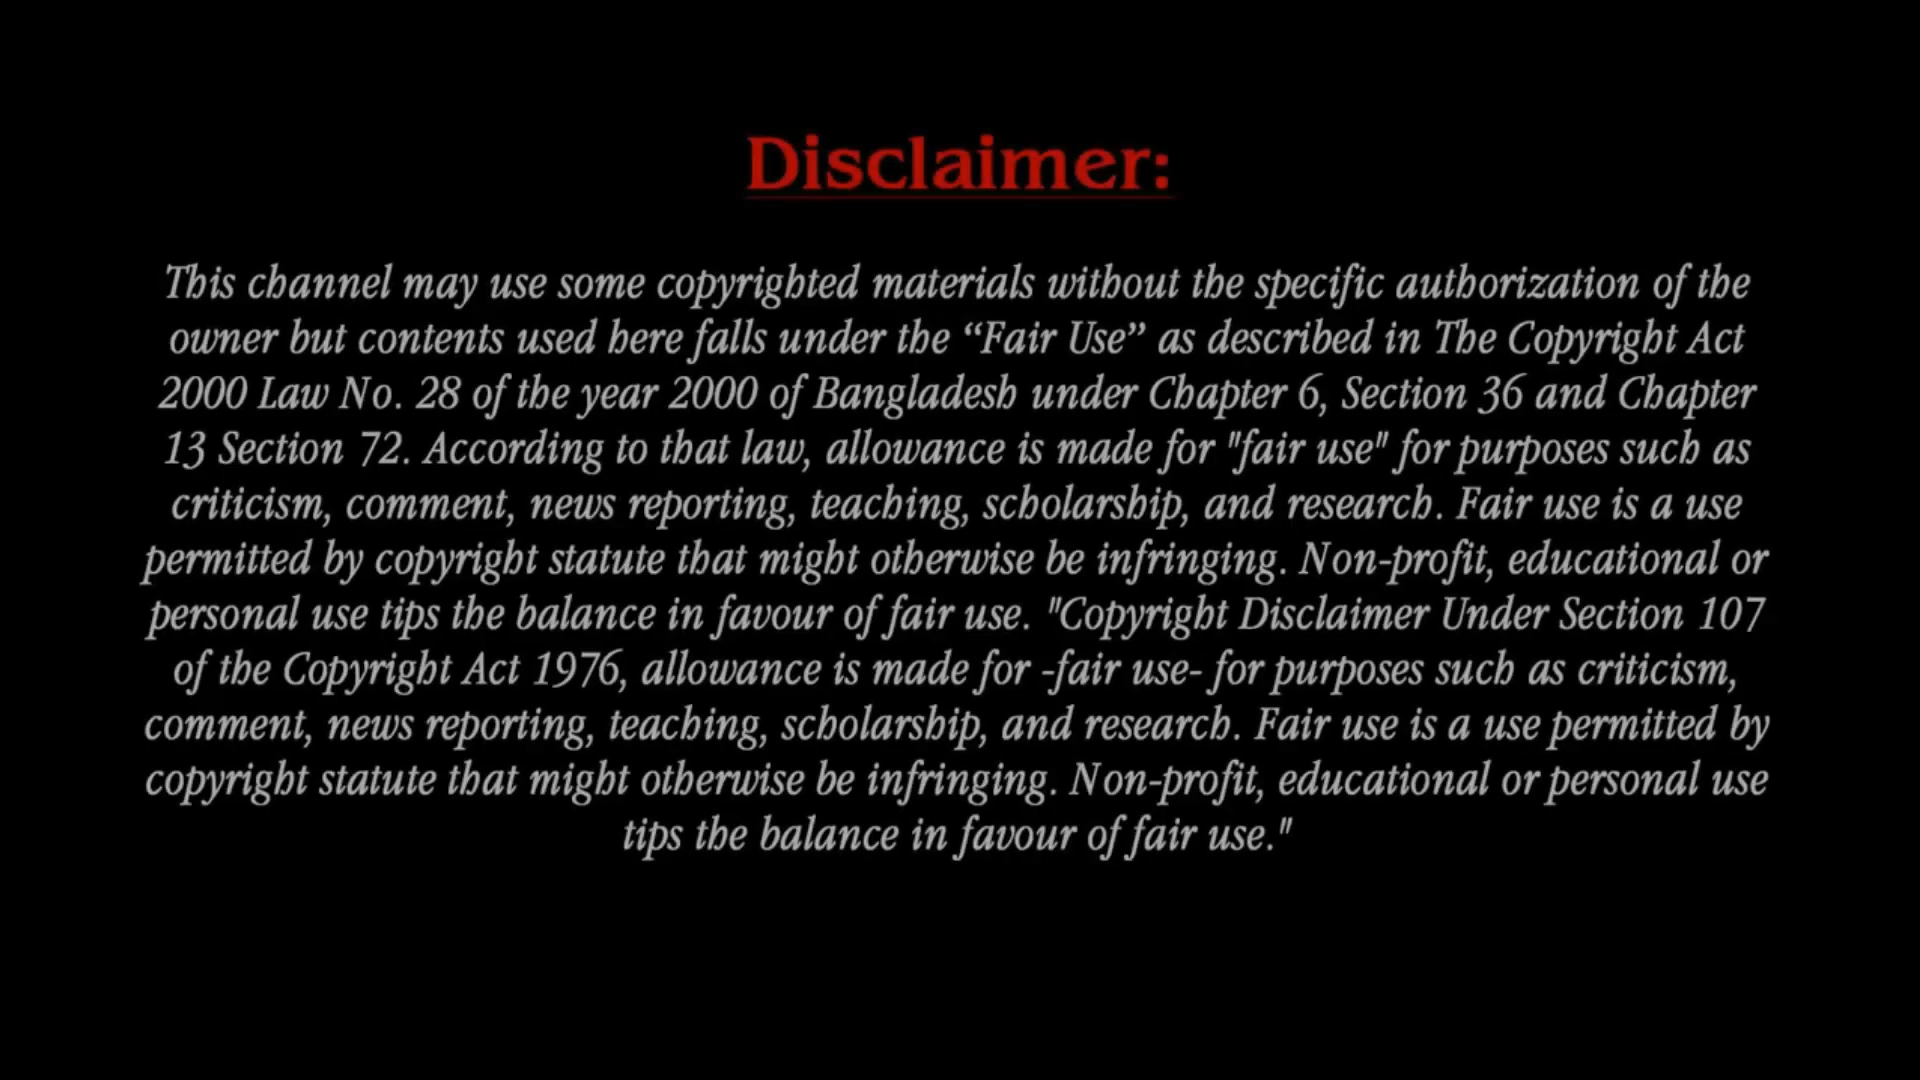 Disclaimer:
This channel may use some copyrighted materials without the specific authorization of the
owner but contents used here falls under the “Fair Use” as described in The Copyright Act
2000 Law No. 28 of the year 2000 of Bangladesh under Chapter 6, Section 36 and Chapter
13 Section 72. According to that law, allowance is made for "fair use" for purposes such as
criticism, comment, news reporting, teaching, scholarship, and research. Fair use is a use
permitted by copyright statute that might otherwise be infringing. Non-profit, educational or
personal use tips the balance in favour of fair use. "Copyright Disclaimer Under Section 107
of the Copyright Act 1976, allowance is made for -fair use- for purposes such as criticism,
comment, news reporting, teaching, scholarship, and research. Fair use is a use permitted by
copyright statute that might otherwise be infringing. Non-profit, educational or personal use
tips the balance in favour of fair use."